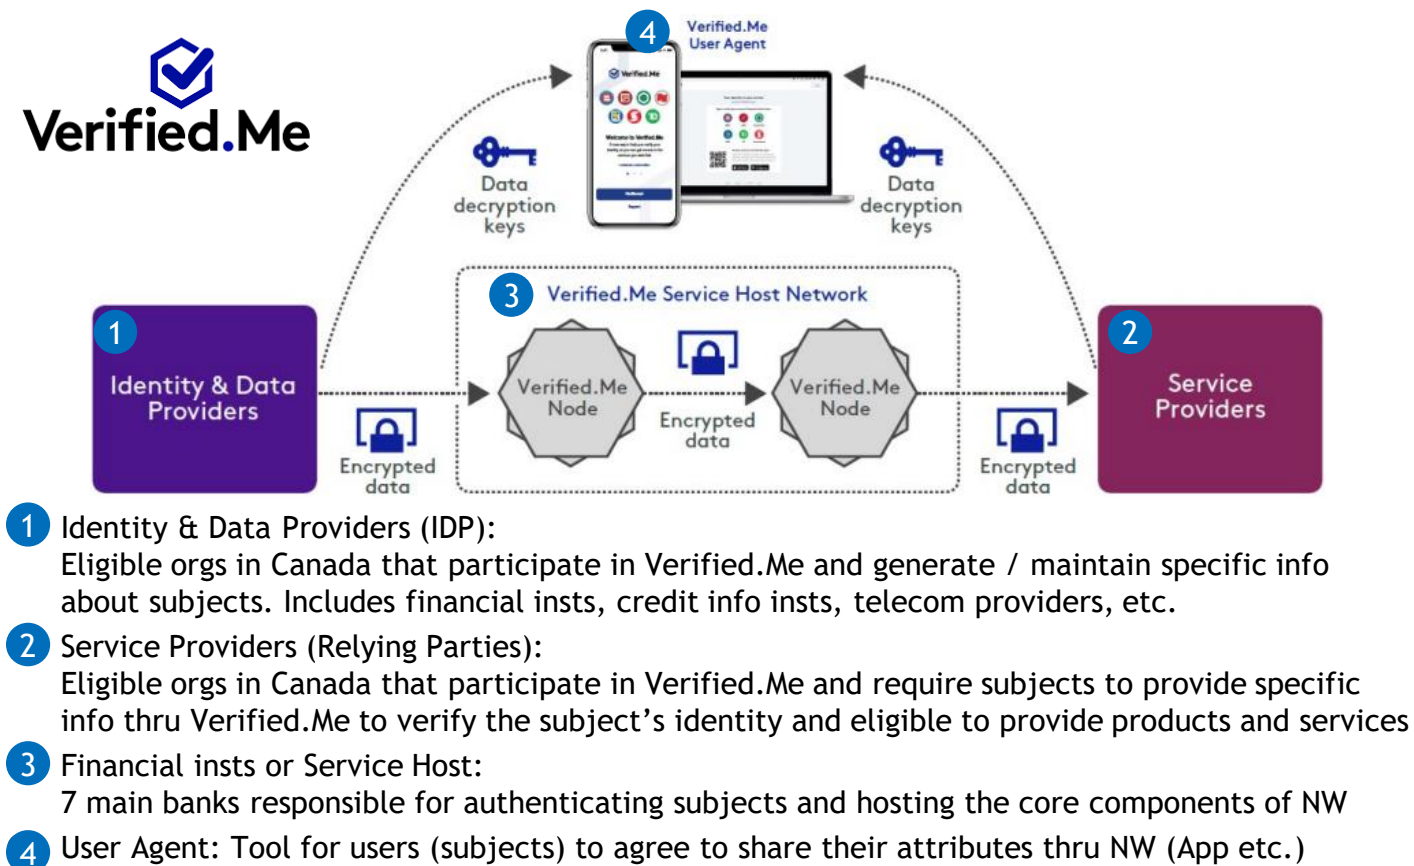 4
Verified.Me
User Agent
Verified.Me
Verified.Me
Welcome to Verified.Me
Data
decryption
keys
Data
decryption
keys
3
Verified.Me Service Host Network
1
Identity & Data
Providers
Encrypted
data
Verified.Me
Node
Encrypted
data
Verified.Me
Node
Encrypted
data
2
Service
Providers
1 Identity & Data Providers (IDP):
Eligible orgs in Canada that participate in Verified.Me and generate / maintain specific info
about subjects. Includes financial insts, credit info insts, telecom providers, etc.
2 Service Providers (Relying Parties):
Eligible orgs in Canada that participate in Verified.Me and require subjects to provide specific
info thru Verified.Me to verify the subject’s identity and eligible to provide products and services
3 Financial insts or Service Host:
7 main banks responsible for authenticating subjects and hosting the core components of NW
4 User Agent: Tool for users (subjects) to agree to share their attributes thru NW (App etc.)